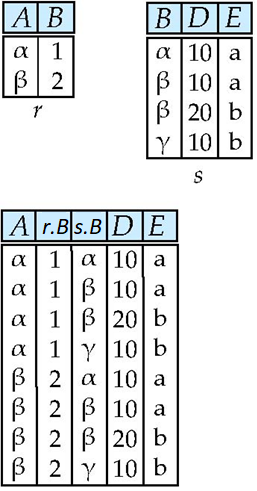 A B
α 1
β 2
r
B D E
α 10 a
β 10 a
β 20 b
γ 10 b
s
A r.B s.B D E
α 1 α 10 a
α 1 β 10 a
α 1 β 20 b
α 1 γ 10 b
β 2 α 10 a
β 2 β 10 a
β 2 β 20 b
β 2 γ 10 b